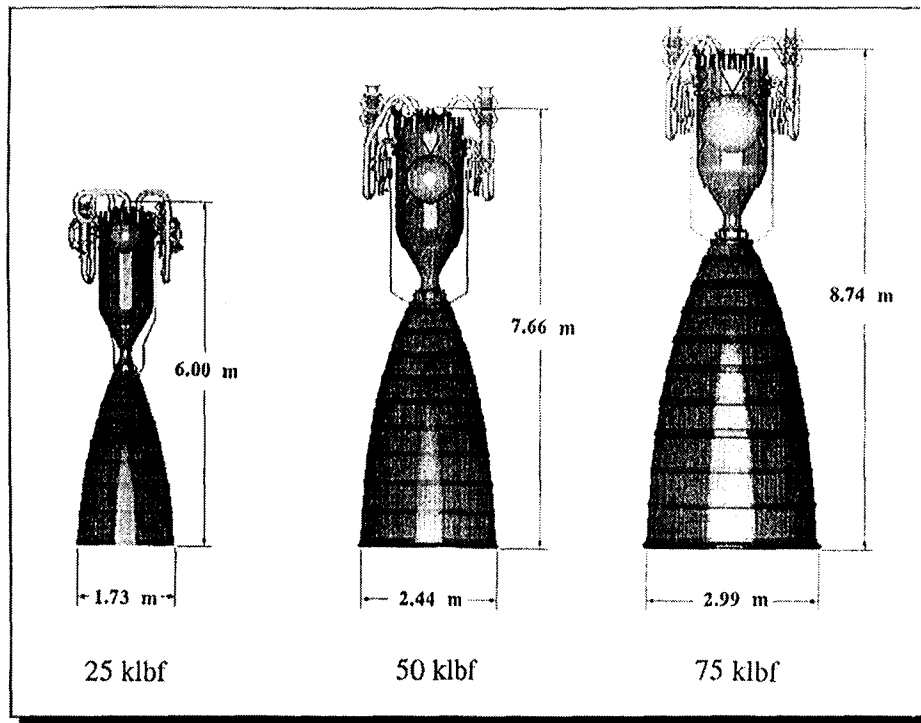 6.00 m
7.66 m
8.74 m
1.73 m
2.44 m
2.99 m
25 klbf
50 klbf
75 klbf